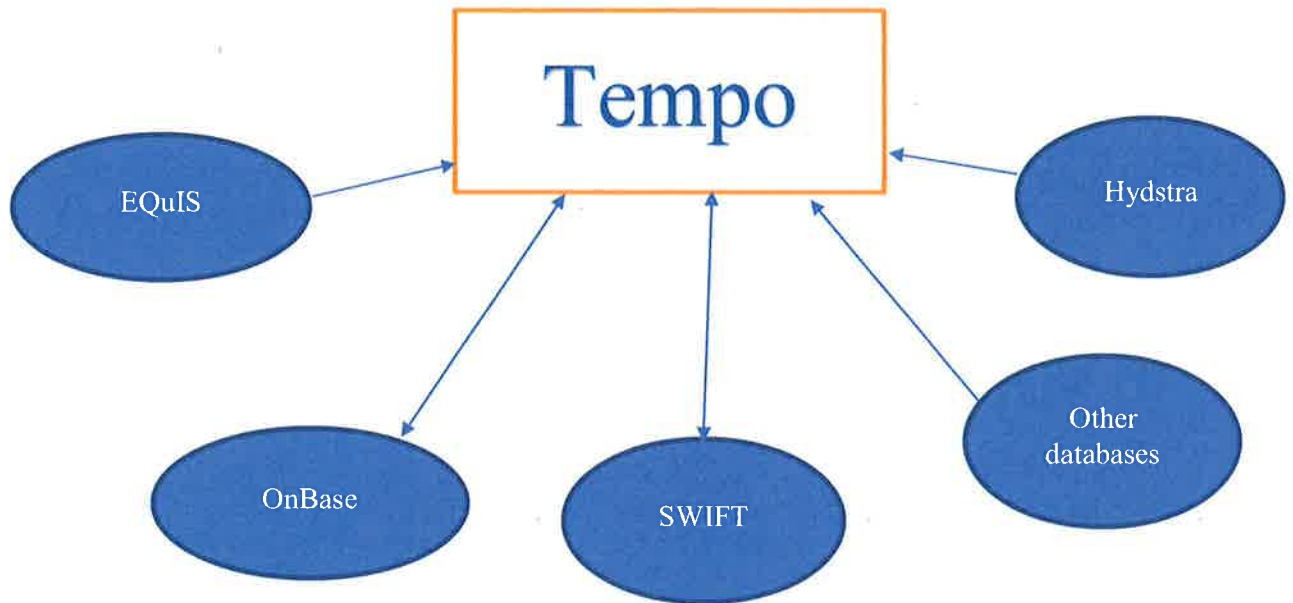 Tempo
EQuIS
Hydstra
Other
databases
OnBase
SWIFT